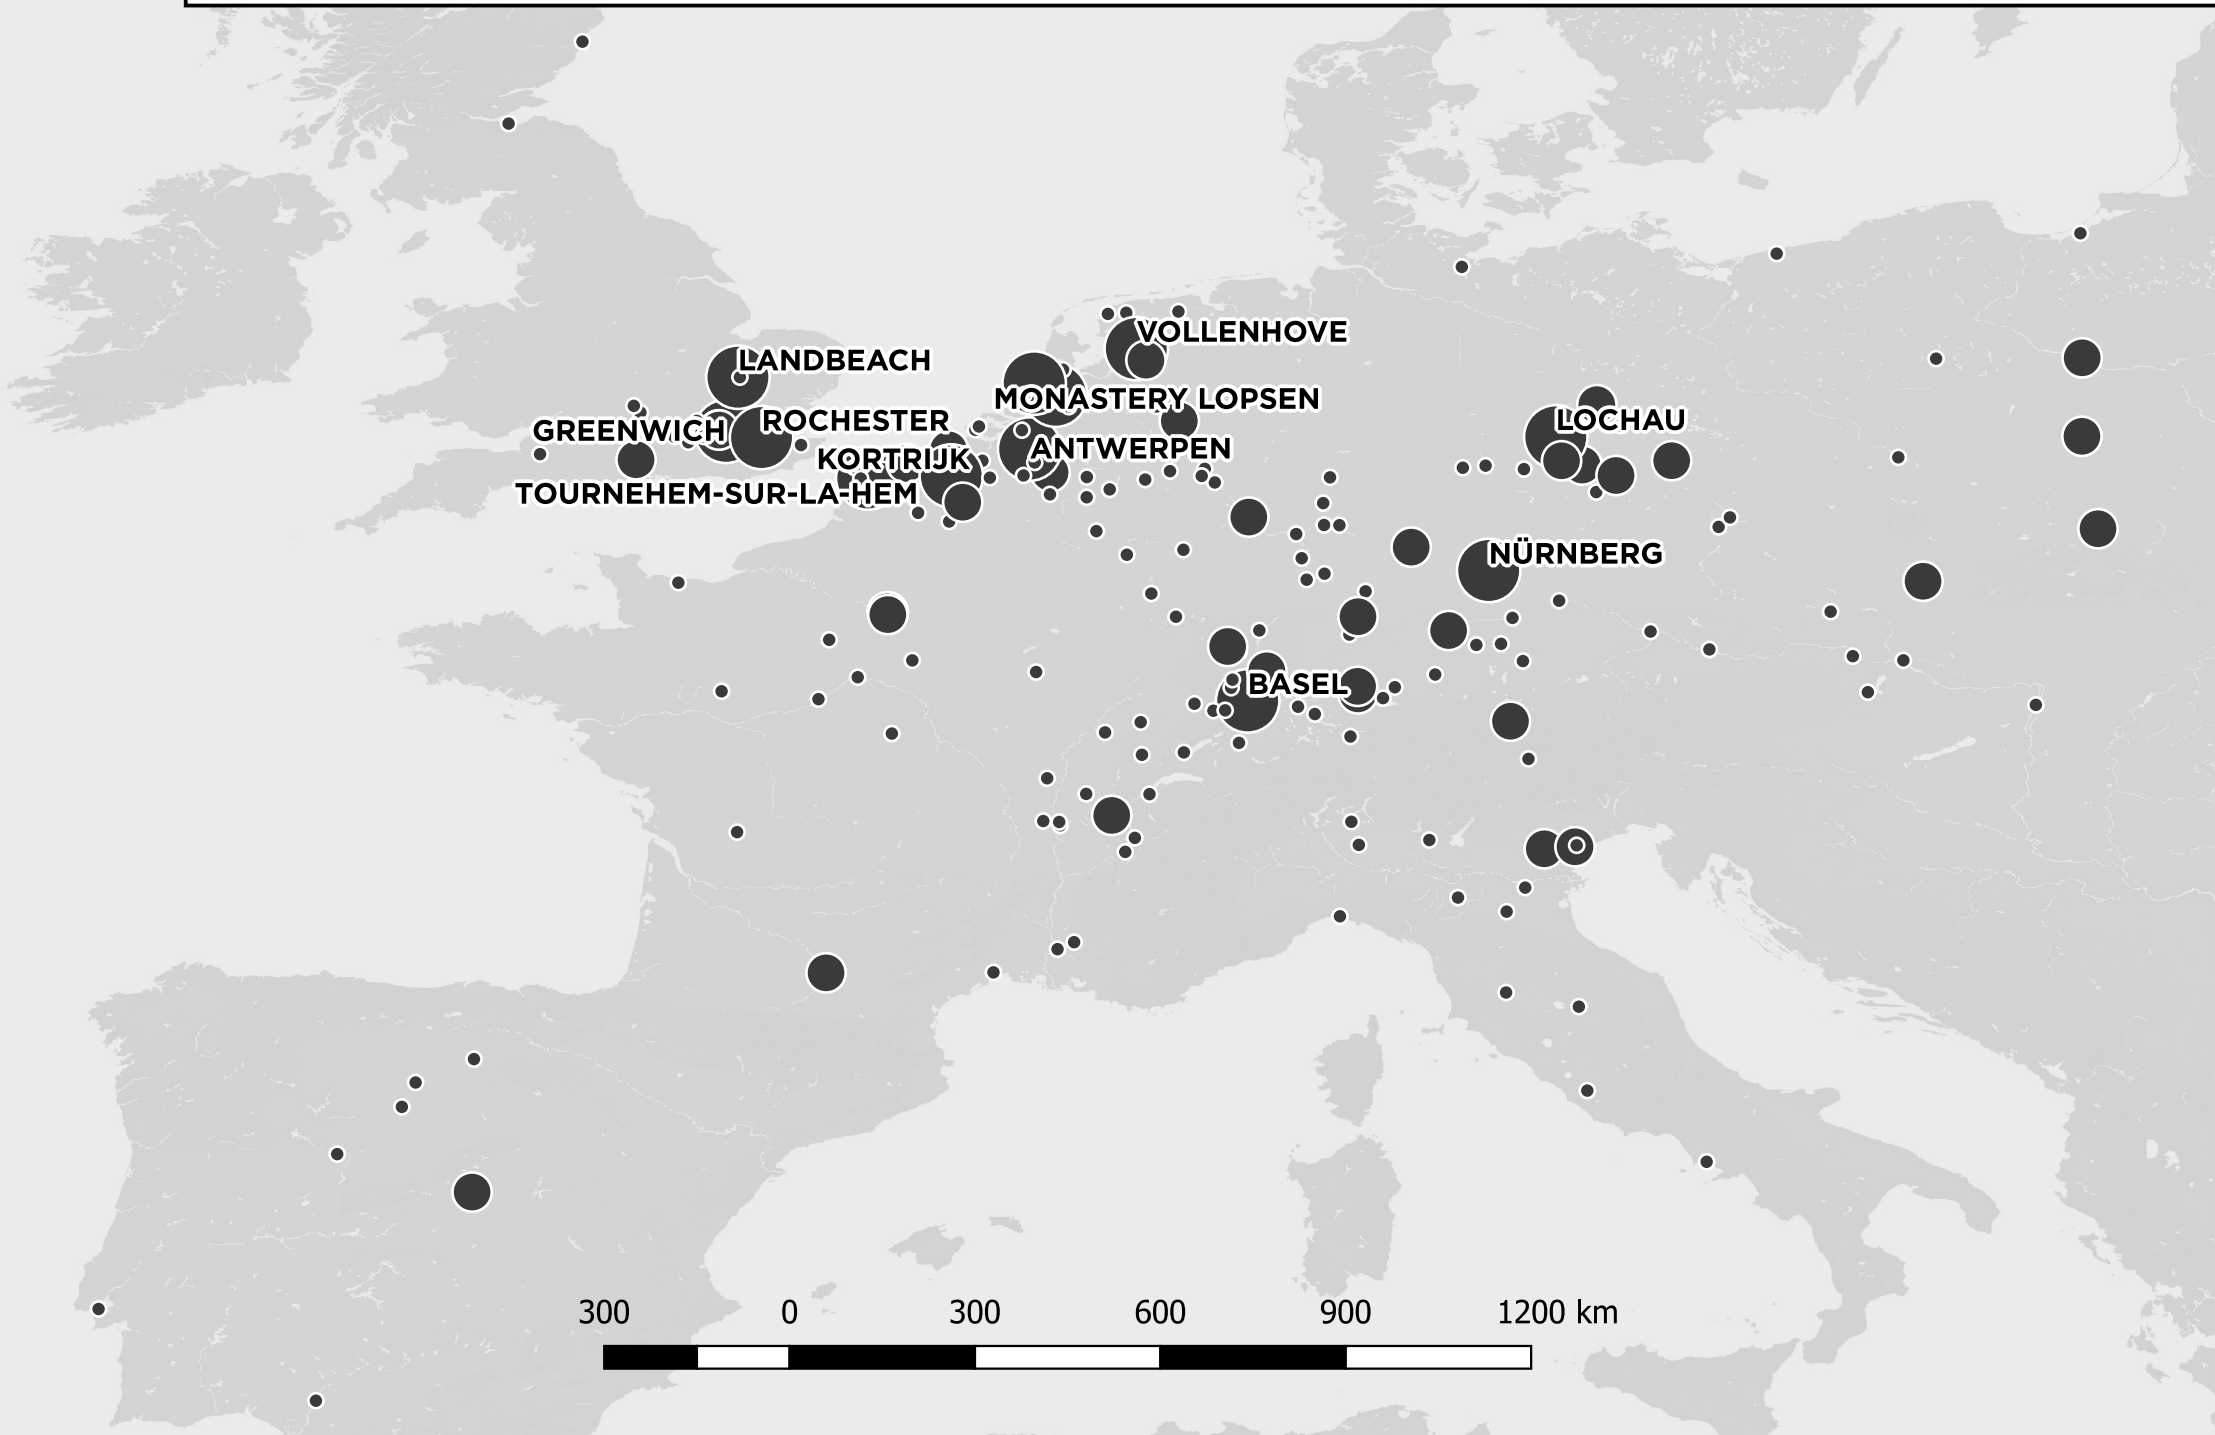 VOLLENHOVE
LANDBEACH
MONASTERY LOPSEN
ROCHESTER
LOCHAU
GREENWICH
ANTWERPEN
KORTRIJK
TOURNEHEM-SUR-LA-HEM
NÜRNBERG
BASEL
300 0 300 600 900 1200 km